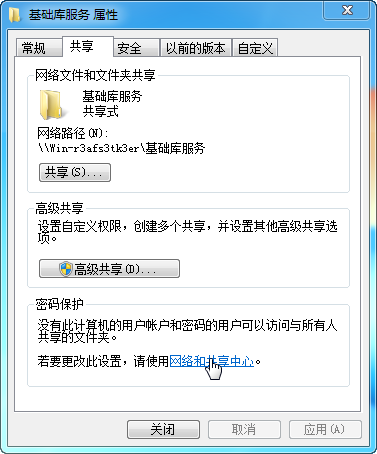 基础库服务 属性
常规
共享
安全
以前的版本
自定义
网络文件和文件夹共享
基础库服务
共享式
网络路径(N):
\\Win-r3afs3tk3er\基础库服务
共享(S)...
高级共享
设置自定义权限，创建多个共享，并设置其他高级共享选
项。
高级共享(D)...
密码保护
没有此计算机的用户帐户和密码的用户可以访问与所有人
共享的文件夹。
若要更改此设置，请使用网络和共享中心。
关闭
取消
应用(A)